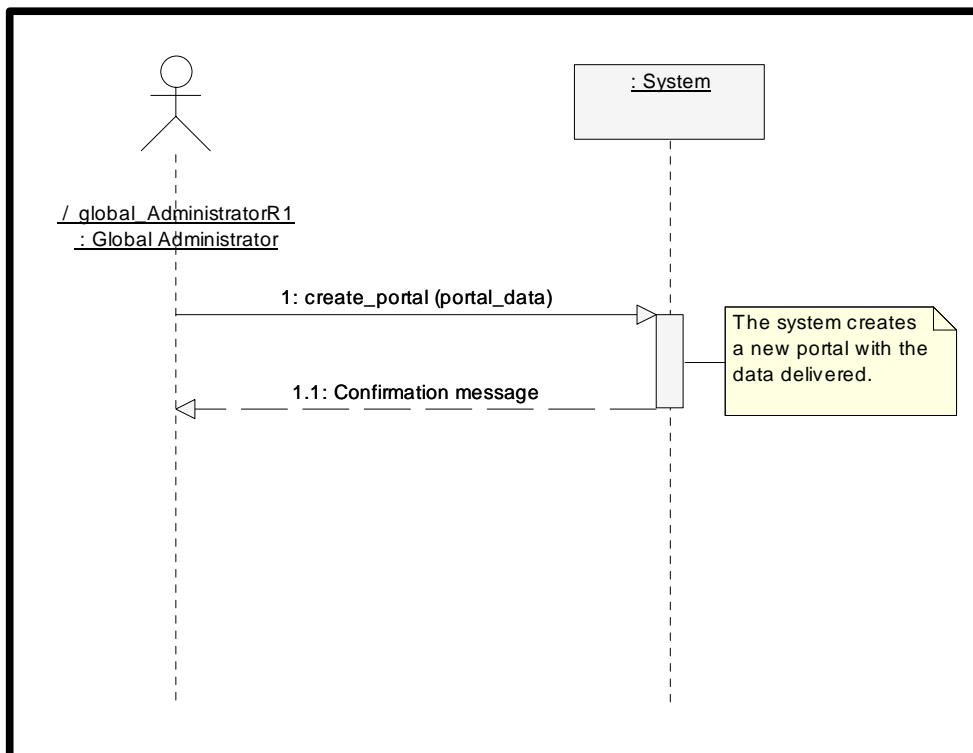 : System
/ global_AdministratorR1
: Global Administrator
1: create_portal (portal_data)
The system creates
a new portal with the
data delivered.
1.1: Confirmation message